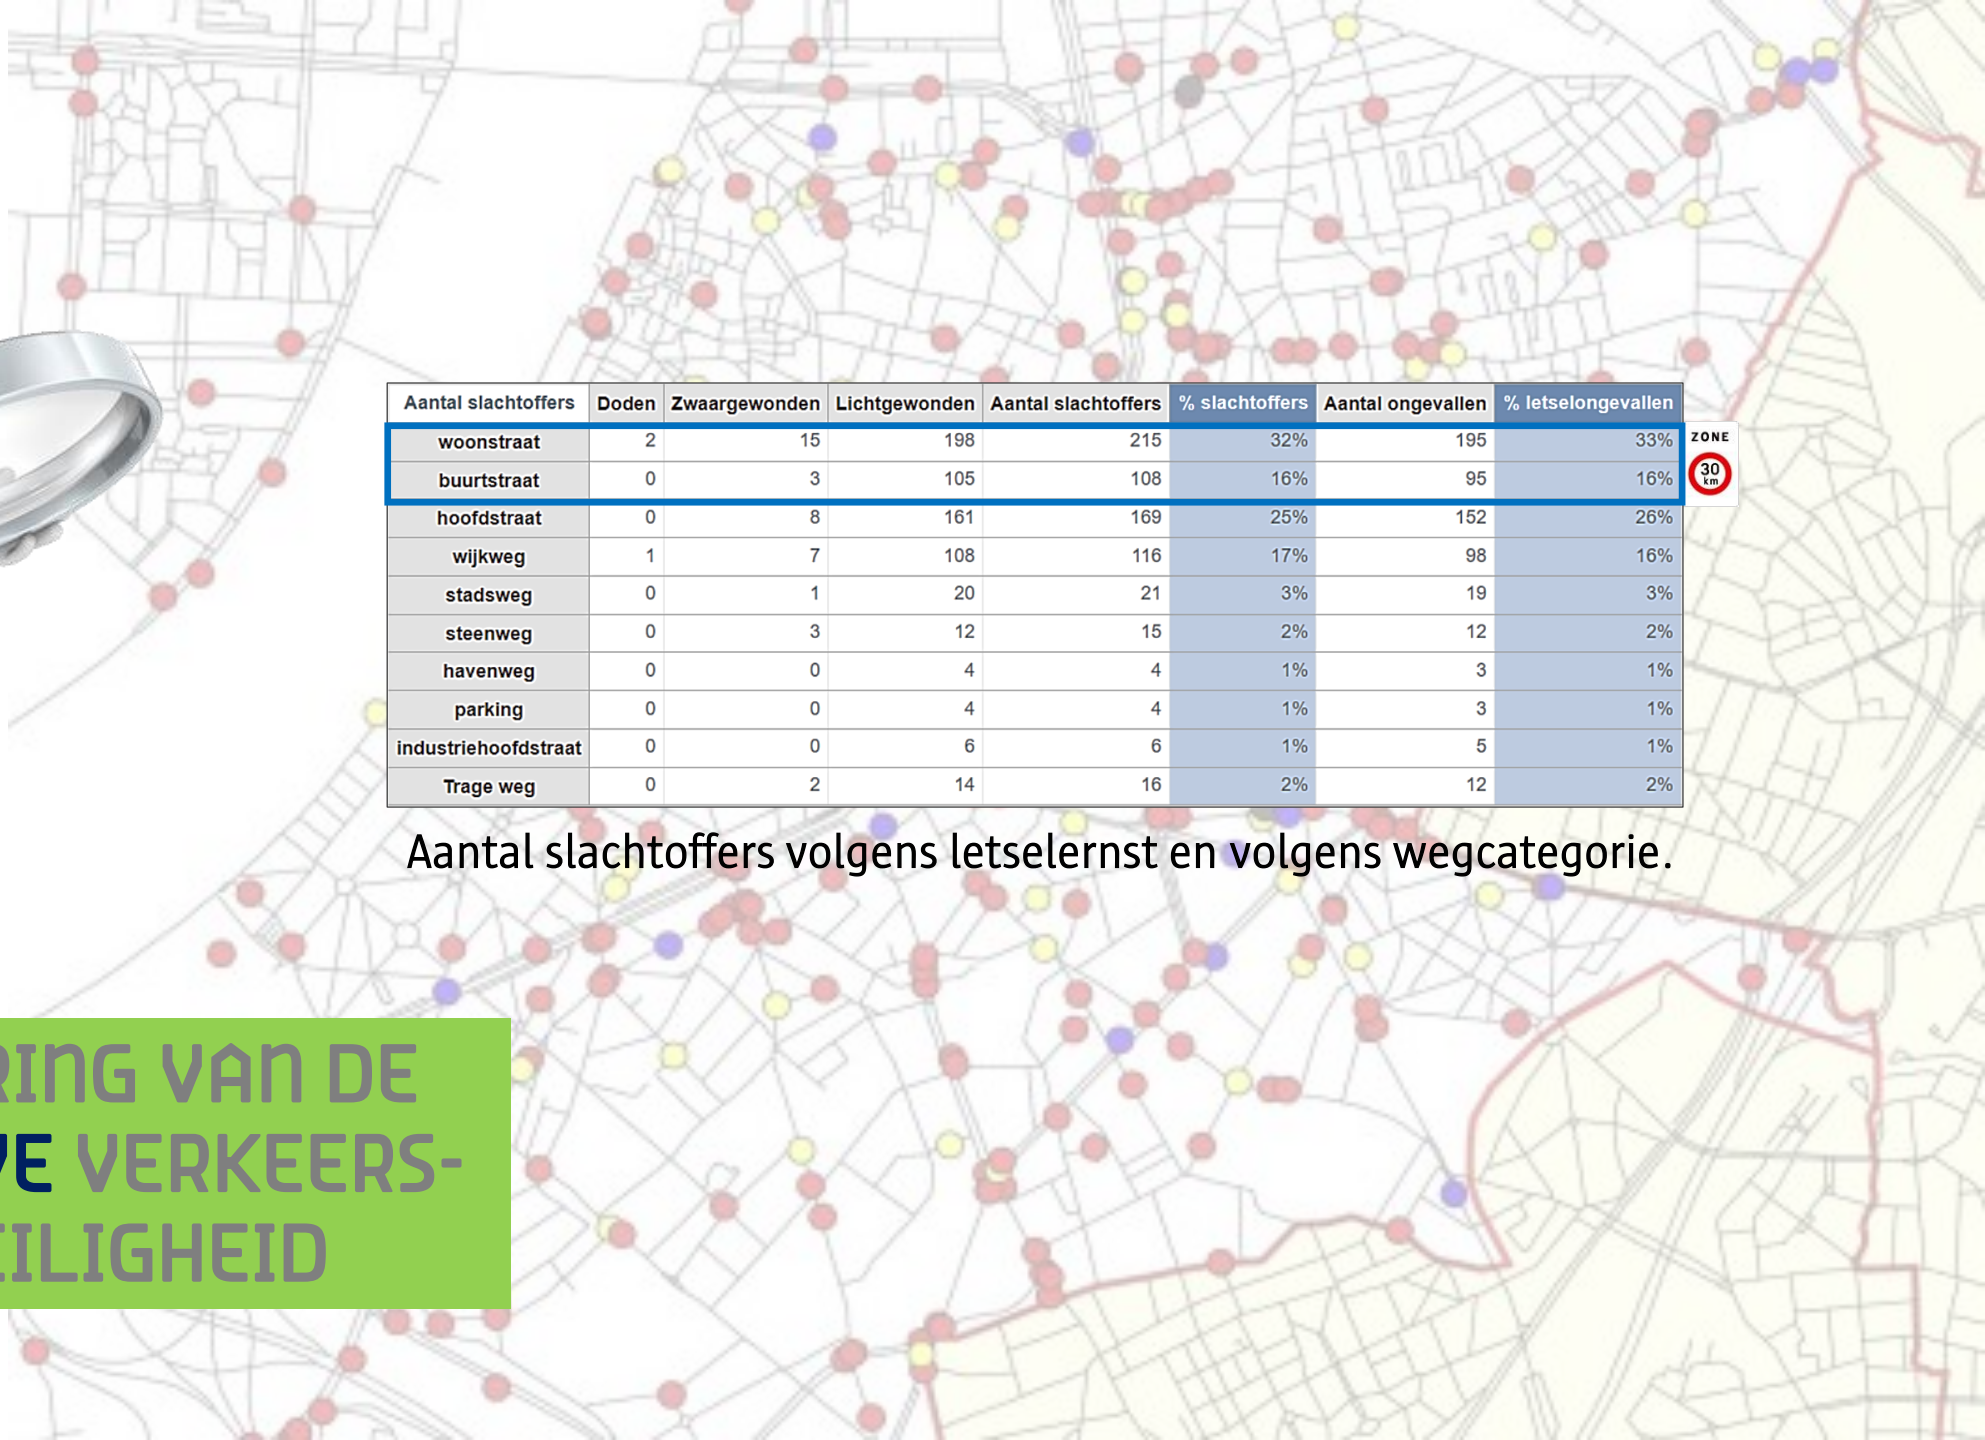 Aantal slachtoffers Doden Zwaargewonden Lichtgewonden Aantal slachtoffers % slachtoffers Aantal ongevallen % letselongevallen
woonstraat 2 15 198 215 32% 195 33%
buurtstraat 0 3 105 108 16% 95 16%
hoofdstraat 0 8 161 169 25% 152 26%
wijkweg 1 7 108 116 17% 98 16%
stadsweg 0 1 20 21 3% 19 3%
steenweg 0 3 12 15 2% 12 2%
havenweg 0 0 4 4 1% 3 1%
parking 0 0 4 4 1% 3 1%
industriehoofdstraat 0 0 6 6 1% 5 1%
Trage weg 0 2 14 16 2% 12 2%
ZONE
30
km
Aantal slachtoffers volgens letselernst en volgens wegcategorie.
RING VAN DE
VE VERKEERS-
EILIGHEID